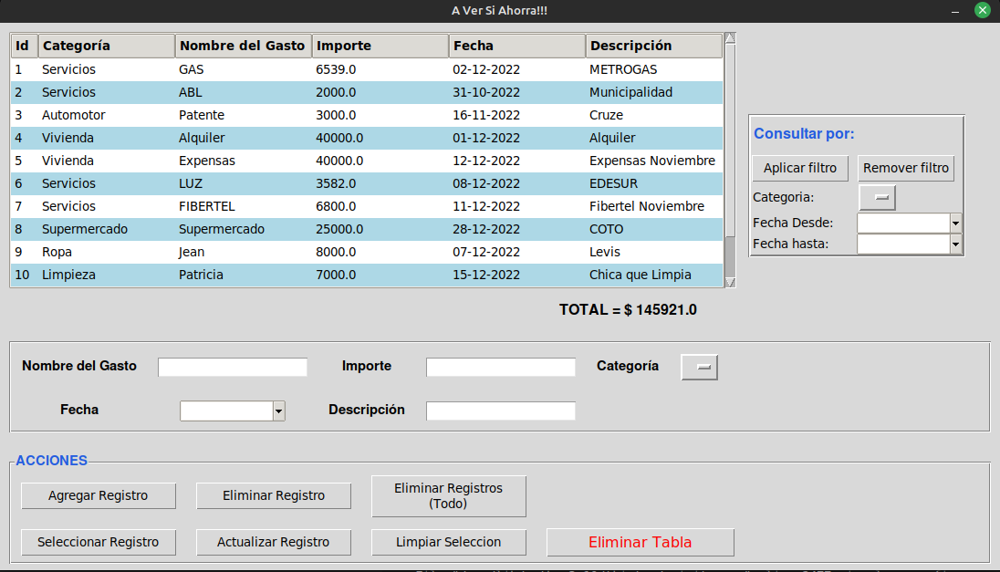 A Ver Si Ahorra!!!
Id Categoría Nombre del Gasto Importe Fecha Descripción
1 Servicios GAS 6539.0 02-12-2022 METROGAS
2 Servicios ABL 2000.0 31-10-2022 Municipalidad
3 Automotor Patente 3000.0 16-11-2022 Cruze
4 Vivienda Alquiler 40000.0 01-12-2022 Alquiler
5 Vivienda Expensas 40000.0 12-12-2022 Expensas Noviembre
6 Servicios LUZ 3582.0 08-12-2022 EDESUR
7 Servicios FIBERTEL 6800.0 11-12-2022 Fibertel Noviembre
8 Supermercado Supermercado 25000.0 28-12-2022 COTO
9 Ropa Jean 8000.0 07-12-2022 Levis
10 Limpieza Patricia 7000.0 15-12-2022 Chica que Limpia
TOTAL = $ 145921.0
Consultar por:
Aplicar filtro Remover filtro
Categoria:
Fecha Desde:
Fecha hasta:
Nombre del Gasto Importe Categoría
Fecha Descripción
ACCIONES
Agregar Registro Eliminar Registro Eliminar Registros
(Todo)
Seleccionar Registro Actualizar Registro Limpiar Seleccion Eliminar Tabla